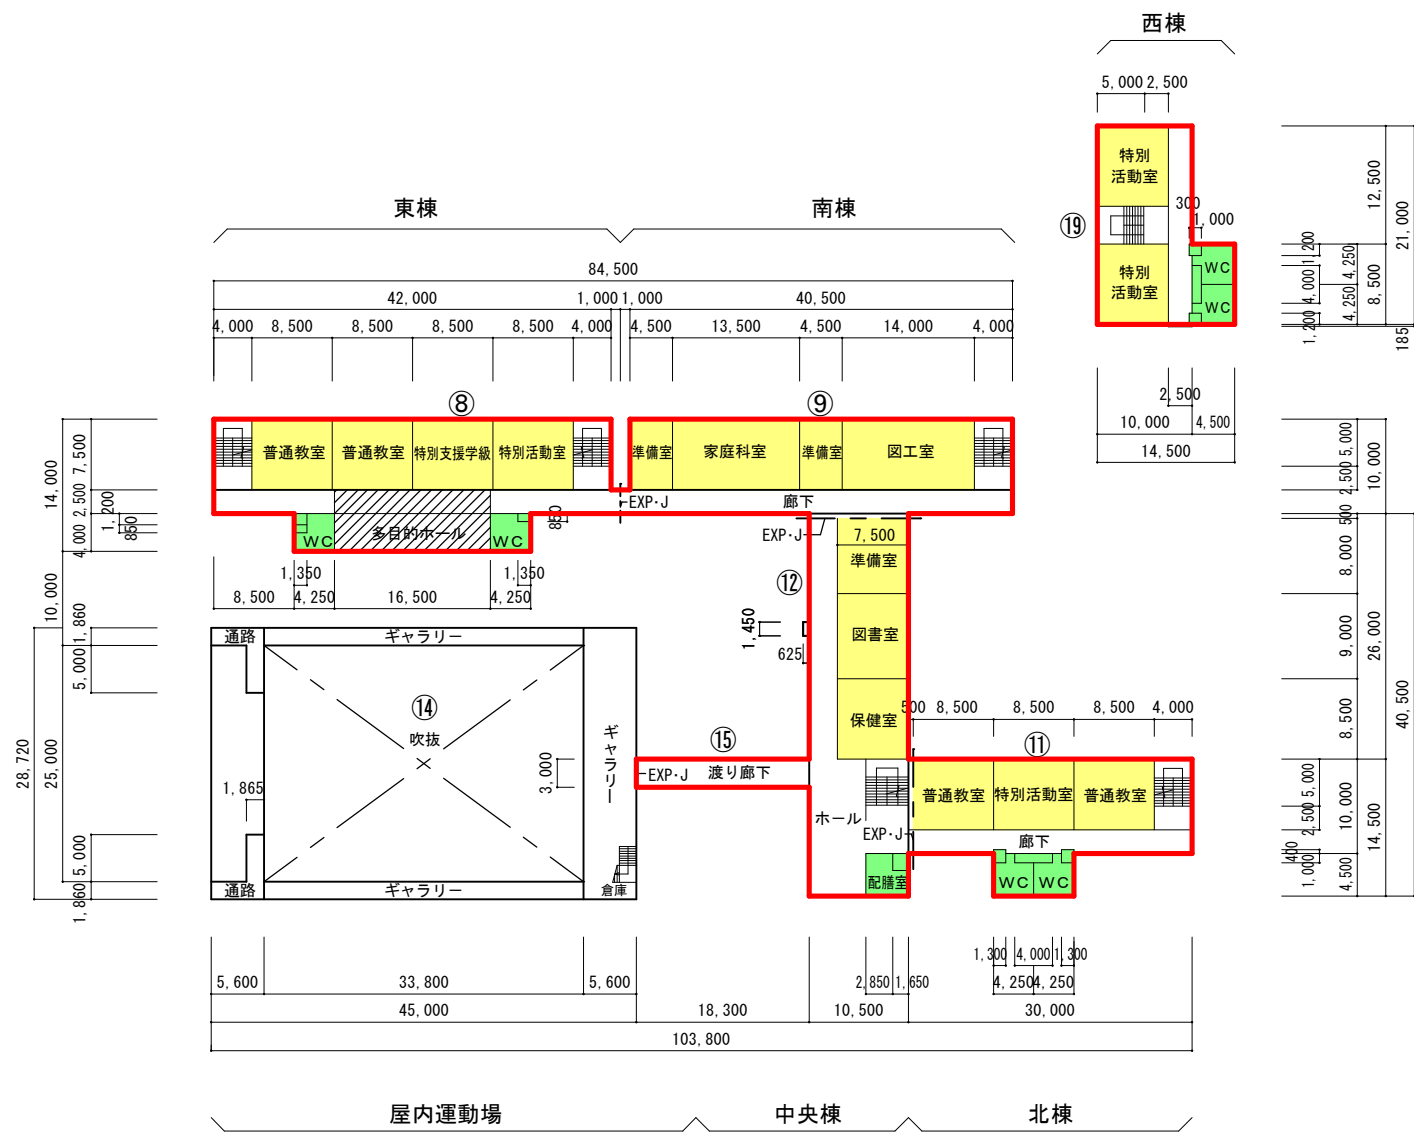 西棟
5,000 2,500
特別
活動室
300
1,000
⑲
特別
活動室
WC
WC
1,200
4,000
1,200
4,250
4,250
12,500
8,500
21,000
185
2,500
10,000 4,500
14,500
東棟 南棟
84,500
42,000 1,000 1,000 40,500
4,000 8,500 8,500 8,500 8,500 4,000 4,500 13,500 4,500 14,000 4,000
⑧ ⑨
普通教室 普通教室 特別支援学級 特別活動室 準備室 家庭科室 準備室 図工室
EXP・J 廊下
WC 多目的ホール WC
850
14,000
7,500
2,500
4,000
1,200
850
10,000
1,350 1,350
8,500 4,250 16,500 4,250
5,000
2,500
10,000
500
8,000
9,000
8,500
26,000
40,500
EXP・J
7,500
準備室
⑫
1,450
625
図書室
保健室
500 8,500 8,500 8,500 4,000
通路 ギャラリー
⑭
吹抜
ギャラリー
1,865
3,000
⑮
EXP・J 渡り廊下
⑪
普通教室 特別活動室 普通教室
ホール
EXP・J
廊下
配膳室
WC WC
通路 ギャラリー 倉庫
28,720
25,000
1,860
5,000
5,000
1,860
5,000
2,500
10,000
14,500
400
1,000
4,500
1,300 4,000 1,300
2,850 1,650 4,250 4,250
5,600 33,800 5,600
45,000 18,300 10,500 30,000
103,800
屋内運動場 中央棟 北棟